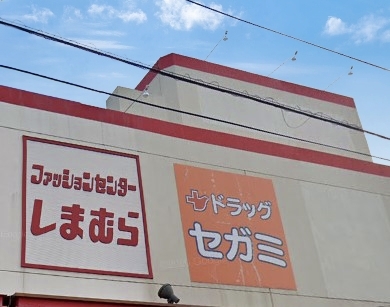 ファッションセンター
しまむら
ドラッグ
セガミ